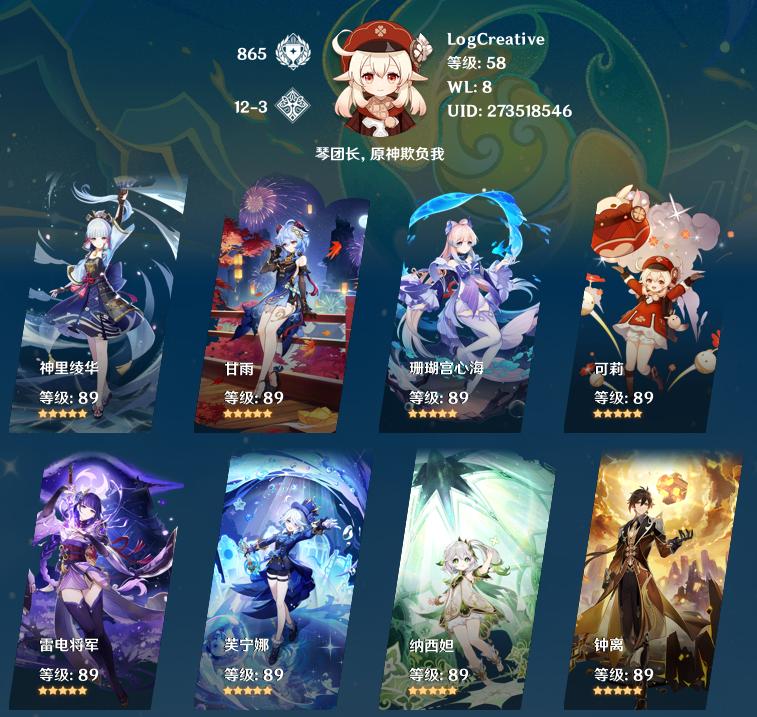 865
12-3
LogCreative
等级: 58
WL: 8
UID: 273518546
琴团长，原神欺负我
神里绫华
等级: 89
甘雨
等级: 89
珊瑚宫心海
等级: 89
可莉
等级: 89
雷电将军
等级: 89
芙宁娜
等级: 89
纳西妲
等级: 89
钟离
等级: 89